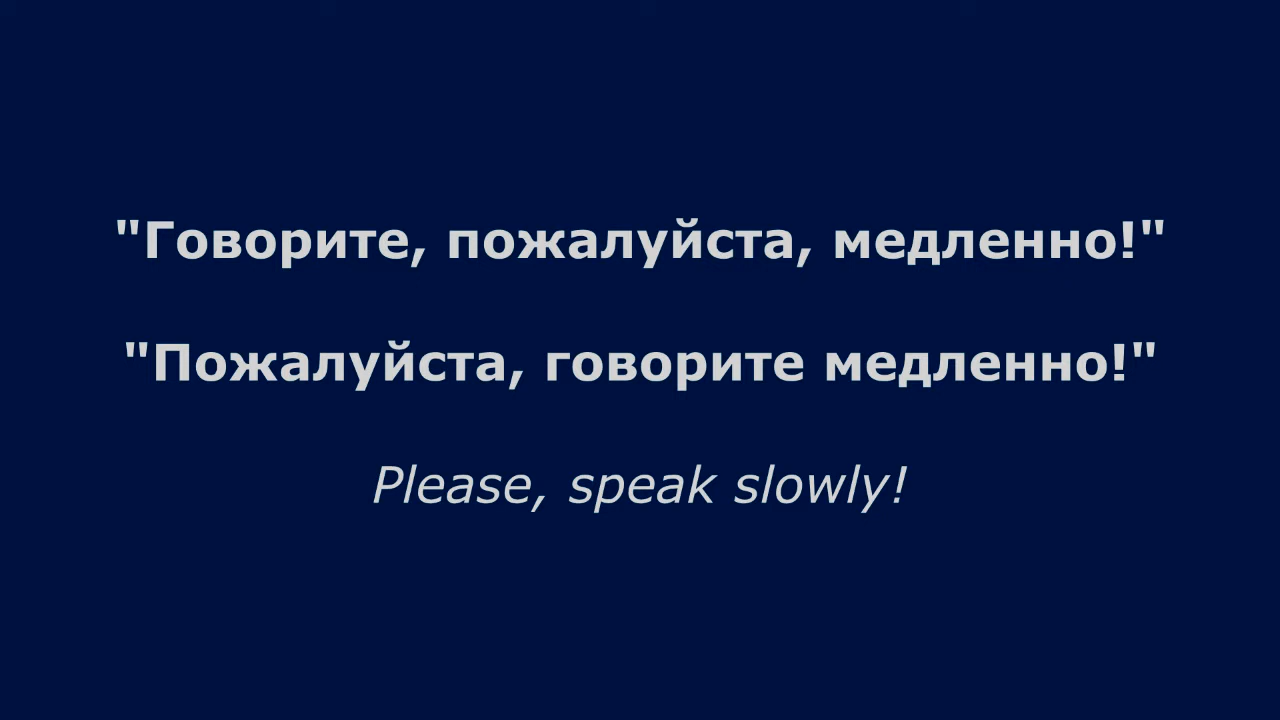 "Говорите, пожалуйста, медленно!"
"Пожалуйста, говорите медленно!"
Please, speak slowly!